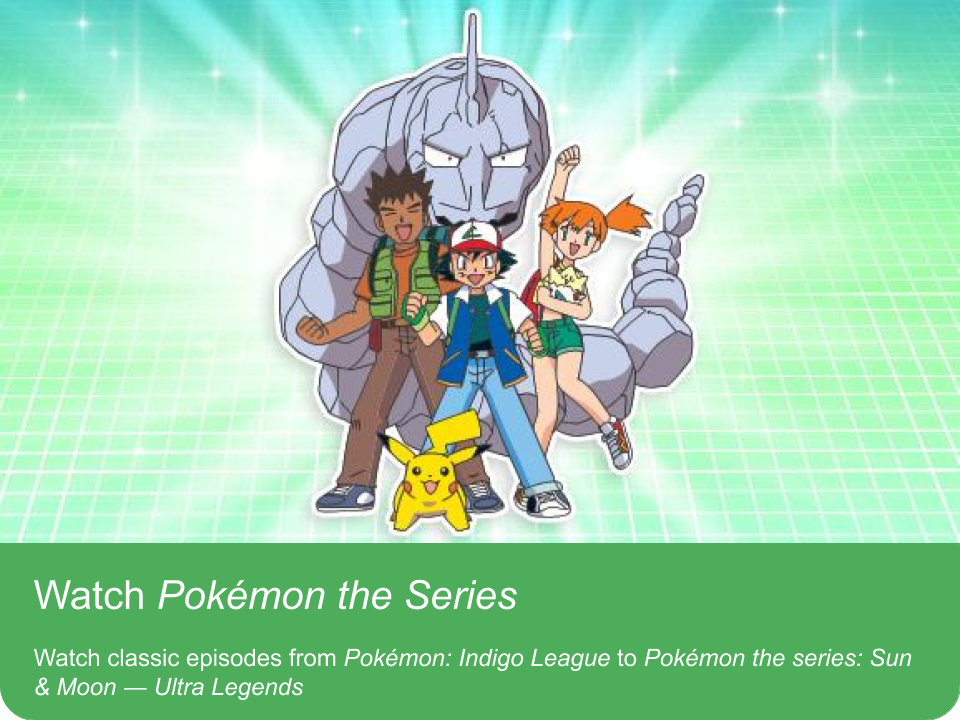 Watch Pokémon the Series
Watch classic episodes from Pokémon: Indigo League to Pokémon the series: Sun
& Moon — Ultra Legends